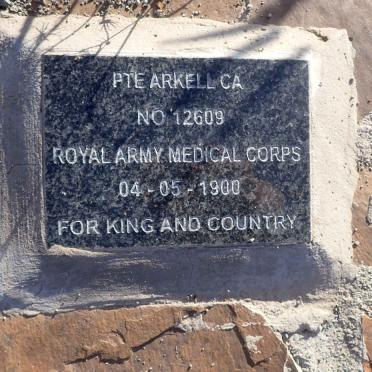 PTE ARKELL CA
NO 12609
ROYAL ARMY MEDICAL CORPS
04 - 05 - 1900
FOR KING AND COUNTRY